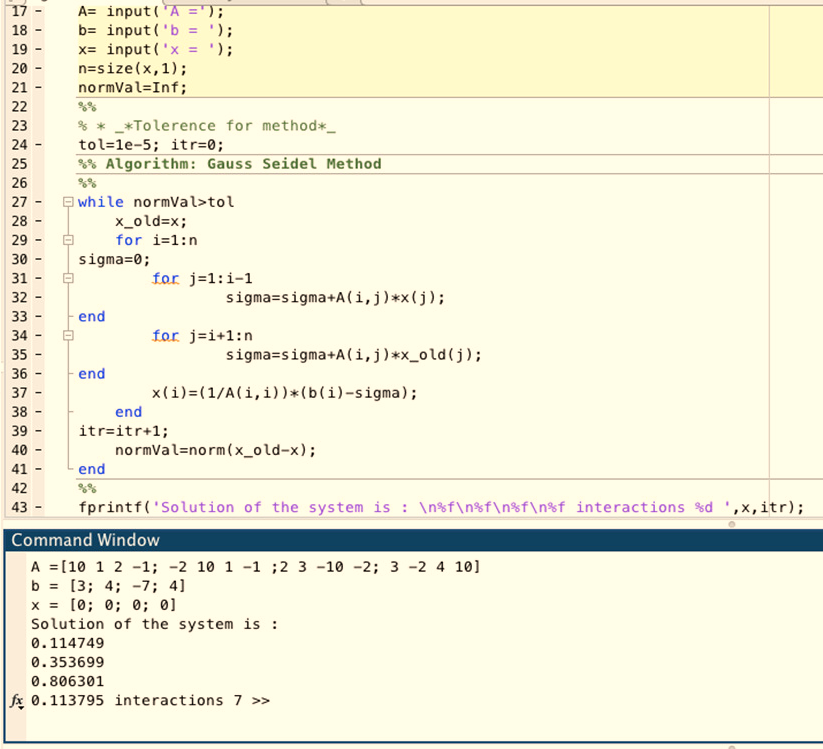 17 - A= input('A =');
18 - b= input('b = ');
19 - x= input('x = ');
20 - n=size(x,1);
21 - normVal=Inf;
22 %%
23 % * _*Tolerence for method*_
24 - tol=1e-5; itr=0;
25 %% Algorithm: Gauss Seidel Method
26 %%
27 - while normVal>tol
28 - x_old=x;
29 - for i=1:n
30 - sigma=0;
31 - for j=1:i-1
32 - sigma=sigma+A(i,j)*x(j);
33 - end
34 - for j=i+1:n
35 - sigma=sigma+A(i,j)*x_old(j);
36 - end
37 - x(i)=(1/A(i,i))*(b(i)-sigma);
38 - end
39 - itr=itr+1;
40 - normVal=norm(x_old-x);
41 - end
42 %%
43 - fprintf('Solution of the system is : \n%f\n%f\n%f\n%f interactions %d ',x,itr);
Command Window
A =[10 1 2 -1; -2 10 1 -1 ;2 3 -10 -2; 3 -2 4 10]
b = [3; 4; -7; 4]
x = [0; 0; 0; 0]
Solution of the system is :
0.114749
0.353699
0.806301
fx 0.113795 interactions 7 >>